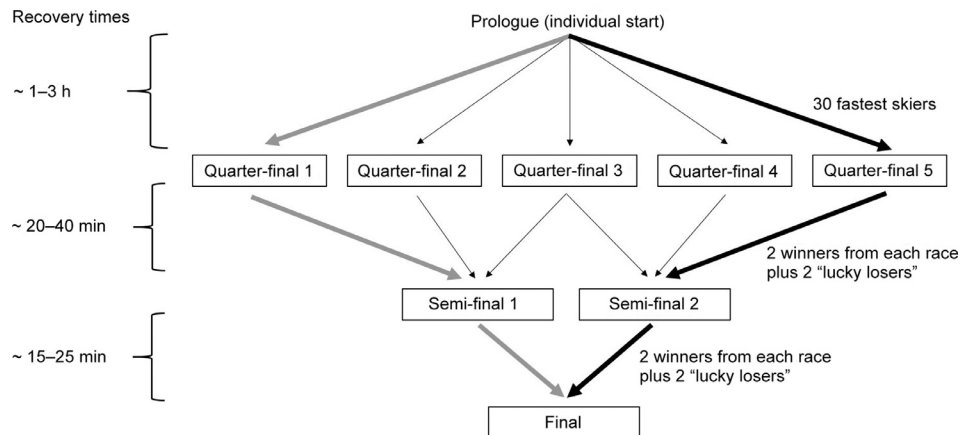 Recovery times
Prologue (individual start)
~ 1–3 h
30 fastest skiers
Quarter-final 1
Quarter-final 2
Quarter-final 3
Quarter-final 4
Quarter-final 5
~ 20–40 min
2 winners from each race
plus 2 “lucky losers”
Semi-final 1
Semi-final 2
~ 15–25 min
2 winners from each race
plus 2 “lucky losers”
Final